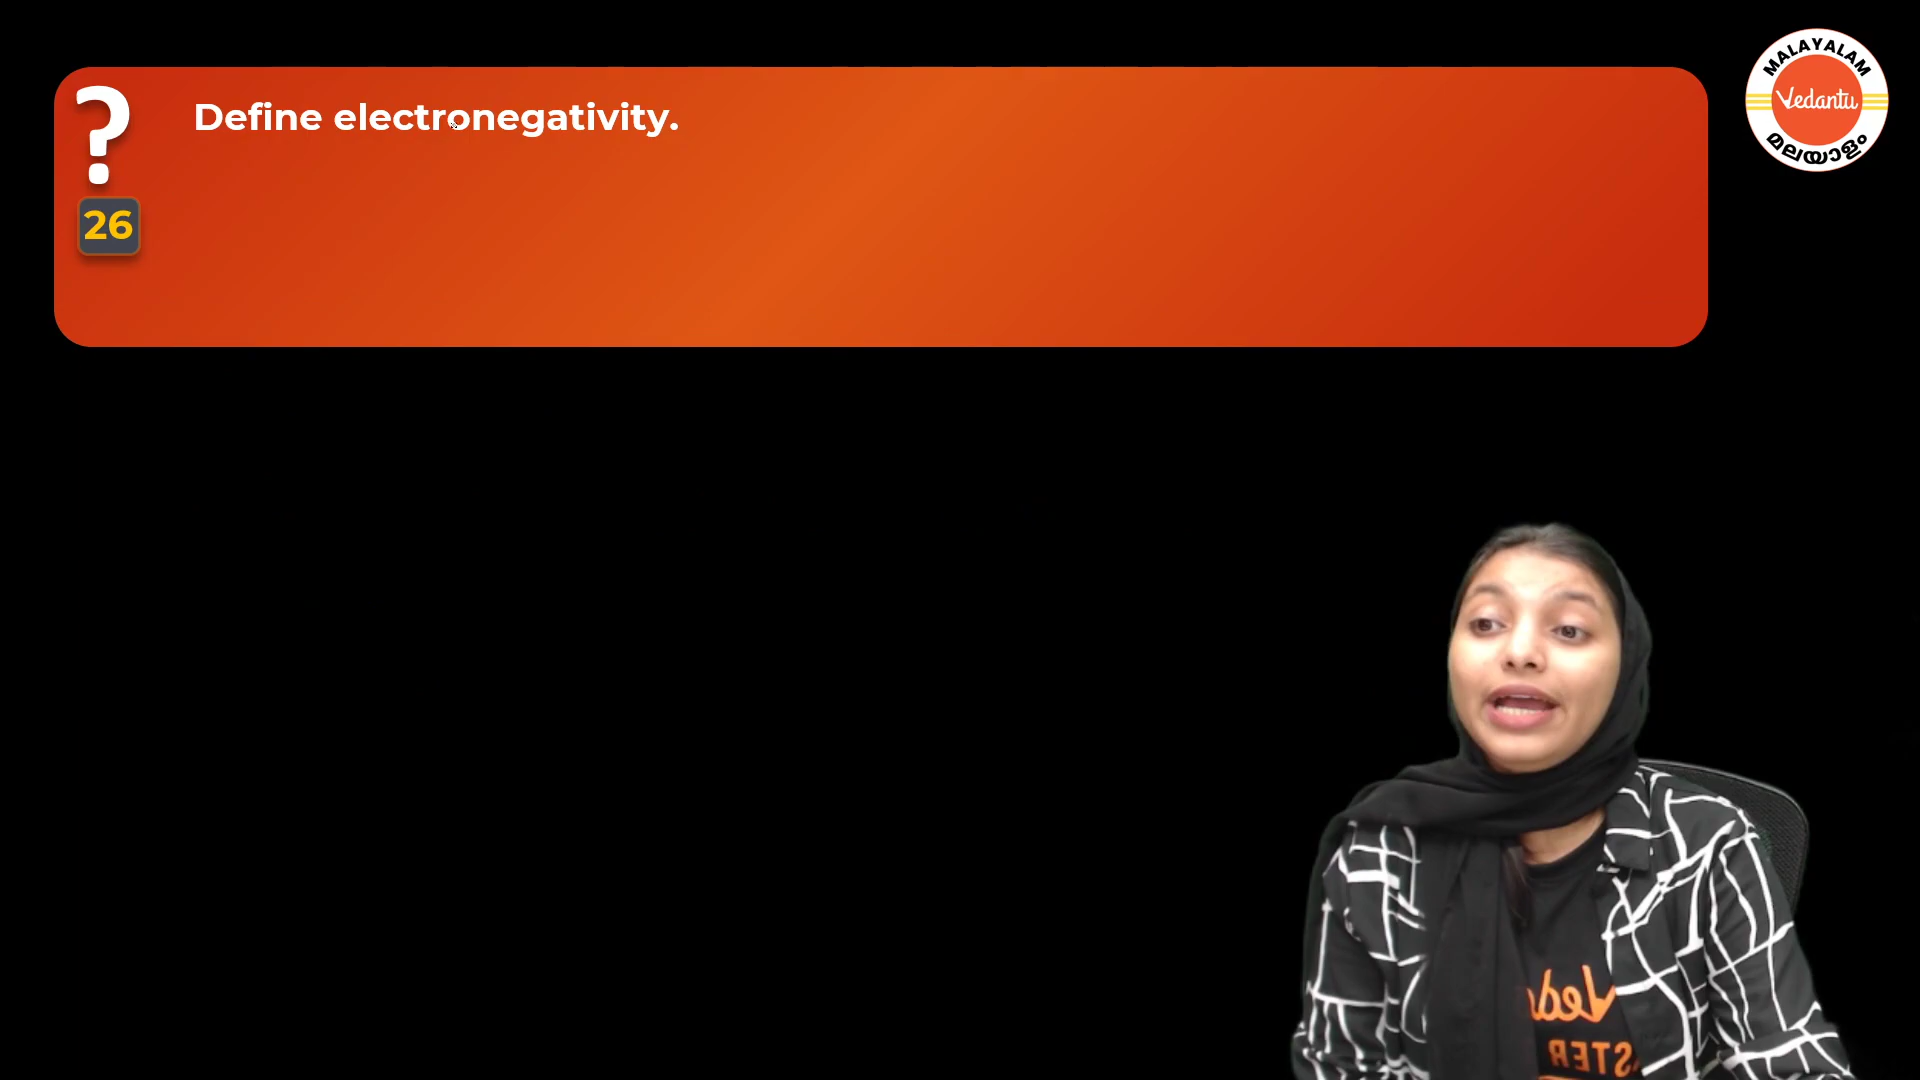 ?
Define electronegativity.
26
MALAYALAM
Vedantu
മലയാളം